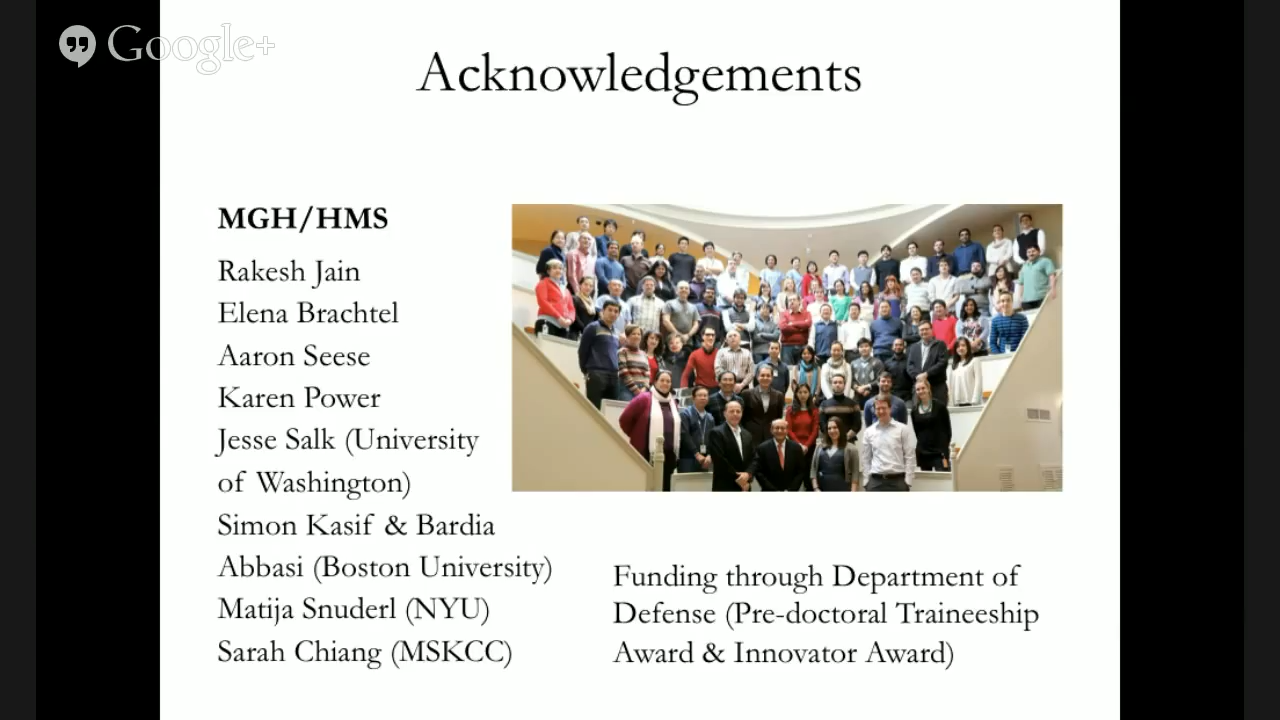 Google+
Acknowledgements
MGH/HMS
Rakesh Jain
Elena Brachtel
Aaron Seese
Karen Power
Jesse Salk (University
of Washington)
Simon Kasif & Bardia
Abbasi (Boston University)
Matija Snuderl (NYU)
Sarah Chiang (MSKCC)
Funding through Department of
Defense (Pre-doctoral Traineeship
Award & Innovator Award)